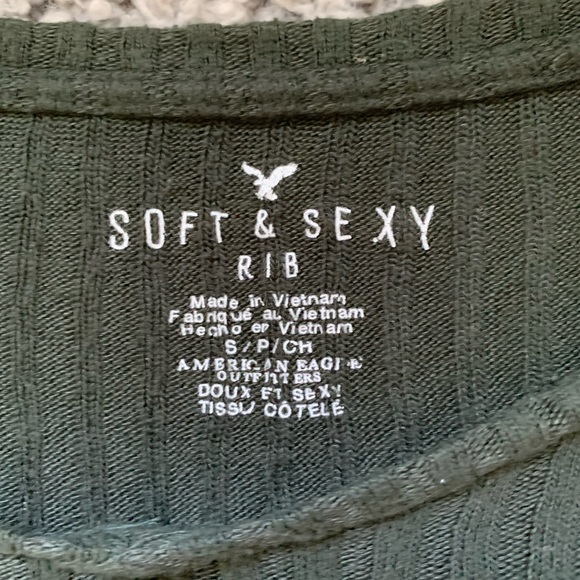 SOFT & SEXY
RIB
Made in Vietnam
Fabriqué au Vietnam
Hecho en Vietnam
S/P/CH
AMERICAN EAGLE
OUTFITTERS
DOUX ET SEXY
TISSU CÔTELÉ